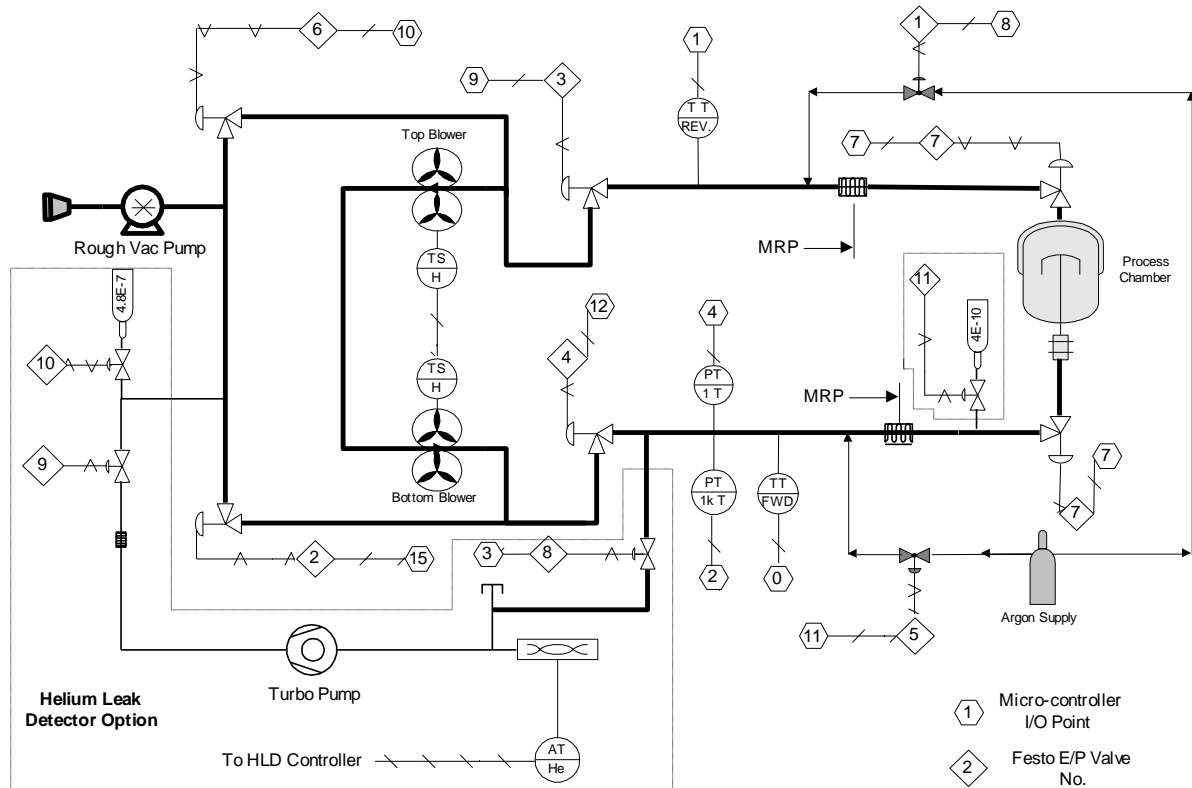 6
10
1
1
8
9
3
T T
REV.
7
7
Top Blower
Rough Vac Pump
TS
H
MRP
Process
Chamber
4.8E-7
11
4E-10
12
4
10
4
TS
H
PT
1 T
MRP
9
Bottom Blower
PT
1k T
TT
FWD
7
7
2
15
3
8
2
0
Argon Supply
11
5
Turbo Pump
Helium Leak
Detector Option
1
Micro-controller
I/O Point
To HLD Controller
AT
He
2
Festo E/P Valve
No.